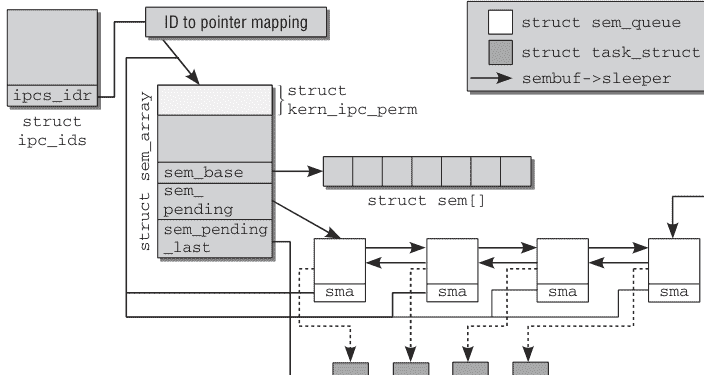 ID to pointer mapping
struct sem_queue
struct task_struct
sembuf->sleeper
ipcs_idr
struct
ipc_ids
struct sem_array
struct
kern_ipc_perm
sem_base
sem_
pending
sem_pending
_last
struct sem[]
sma
sma
sma
sma